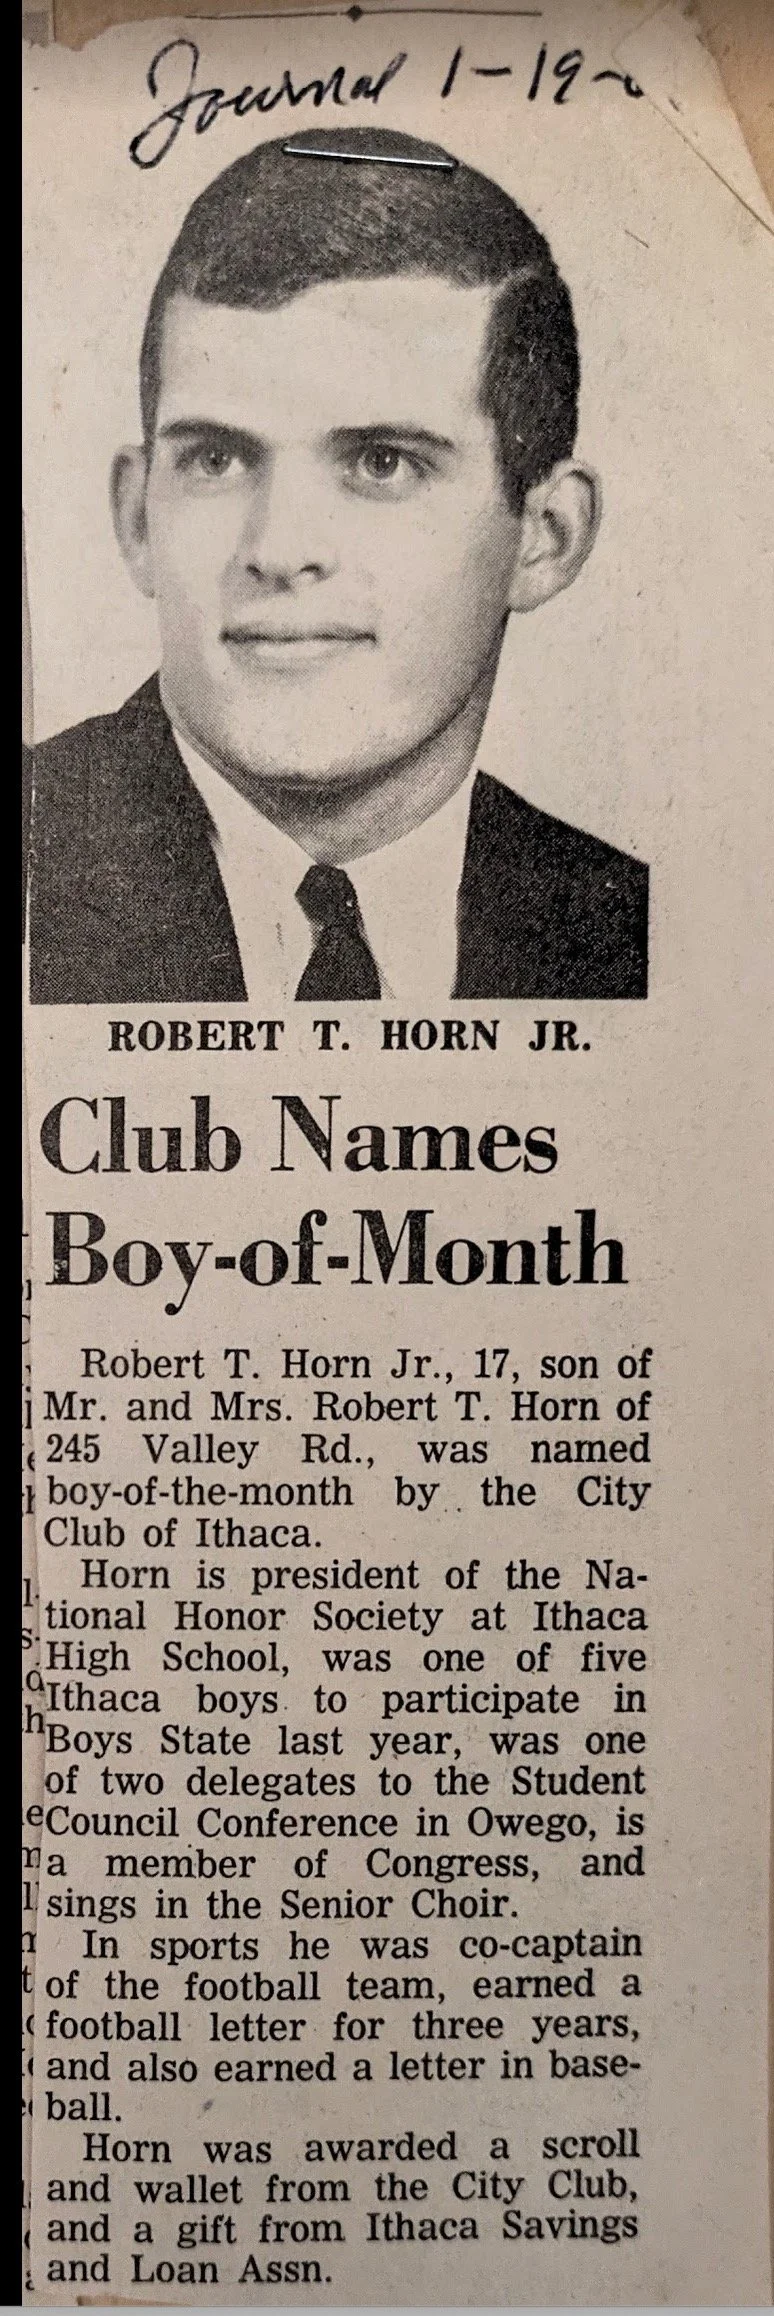 Journal 1-19-
ROBERT T. HORN JR.
Club Names
Boy-of-Month
Robert T. Horn Jr., 17, son of
Mr. and Mrs. Robert T. Horn of
245 Valley Rd., was named
boy-of-the-month by the City
Club of Ithaca.
Horn is president of the Na-
tional Honor Society at Ithaca
High School, was one of five
Ithaca boys to participate in
Boys State last year, was one
of two delegates to the Student
Council Conference in Owego, is
a member of Congress, and
sings in the Senior Choir.
In sports he was co-captain
of the football team, earned a
football letter for three years,
and also earned a letter in base-
ball.
Horn was awarded a scroll
and wallet from the City Club,
and a gift from Ithaca Savings
and Loan Assn.